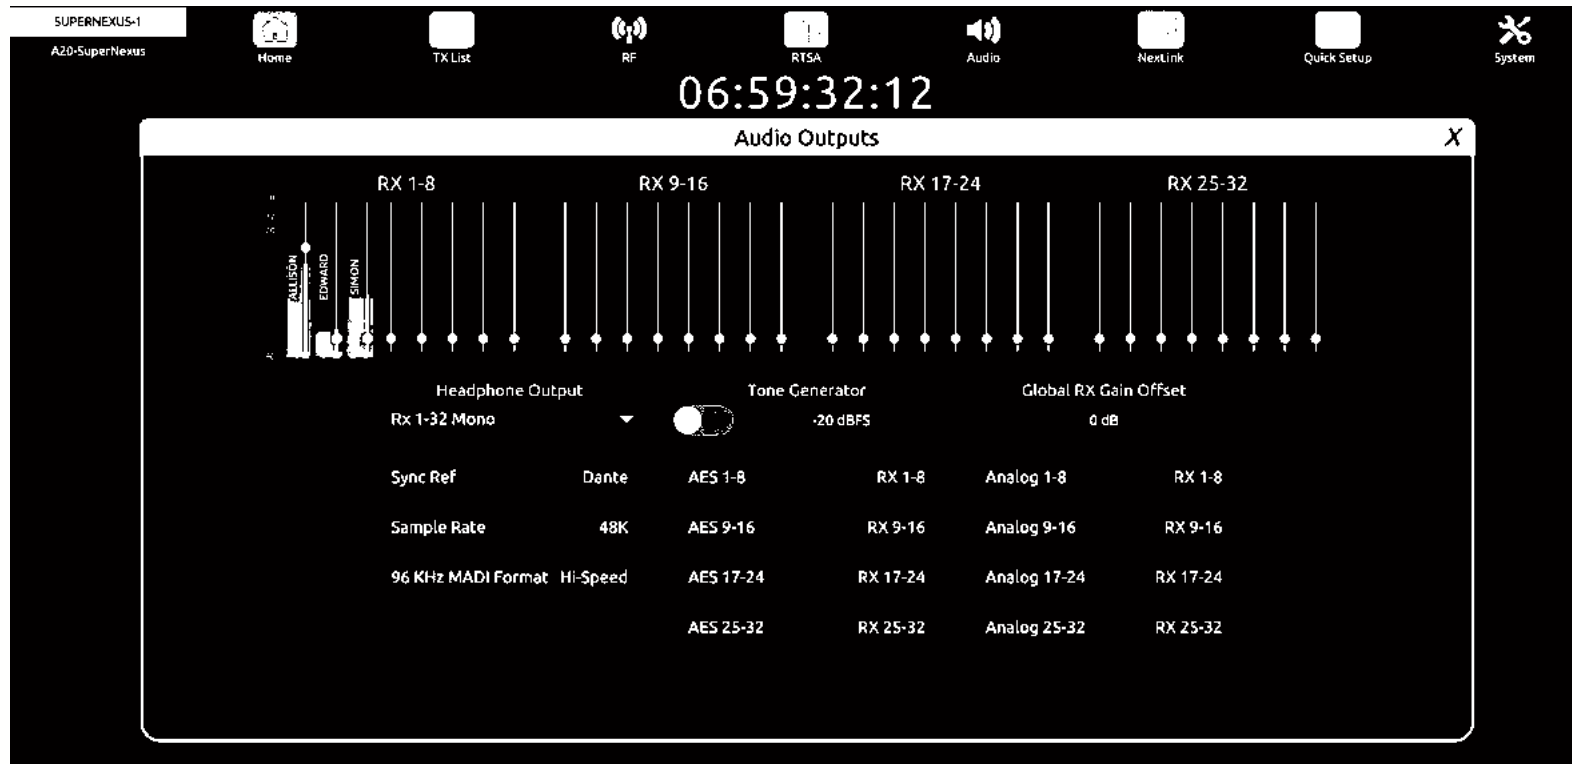 SUPERNEXUS-1
A20-SuperNexus
Home
TX List
RF
RTSA
Audio
NexLink
Quick Setup
System
06:59:32:12
Audio Outputs
X
RX 1-8
RX 9-16
RX 17-24
RX 25-32
ALLISON
EDWARD
SIMON
Headphone Output
Tone Generator
Global RX Gain Offset
Rx 1-32 Mono
-20 dBFS
0 dB
Sync Ref
Dante
AES 1-8
RX 1-8
Analog 1-8
RX 1-8
Sample Rate
48K
AES 9-16
RX 9-16
Analog 9-16
RX 9-16
96 KHz MADI Format
Hi-Speed
AES 17-24
RX 17-24
Analog 17-24
RX 17-24
AES 25-32
RX 25-32
Analog 25-32
RX 25-32